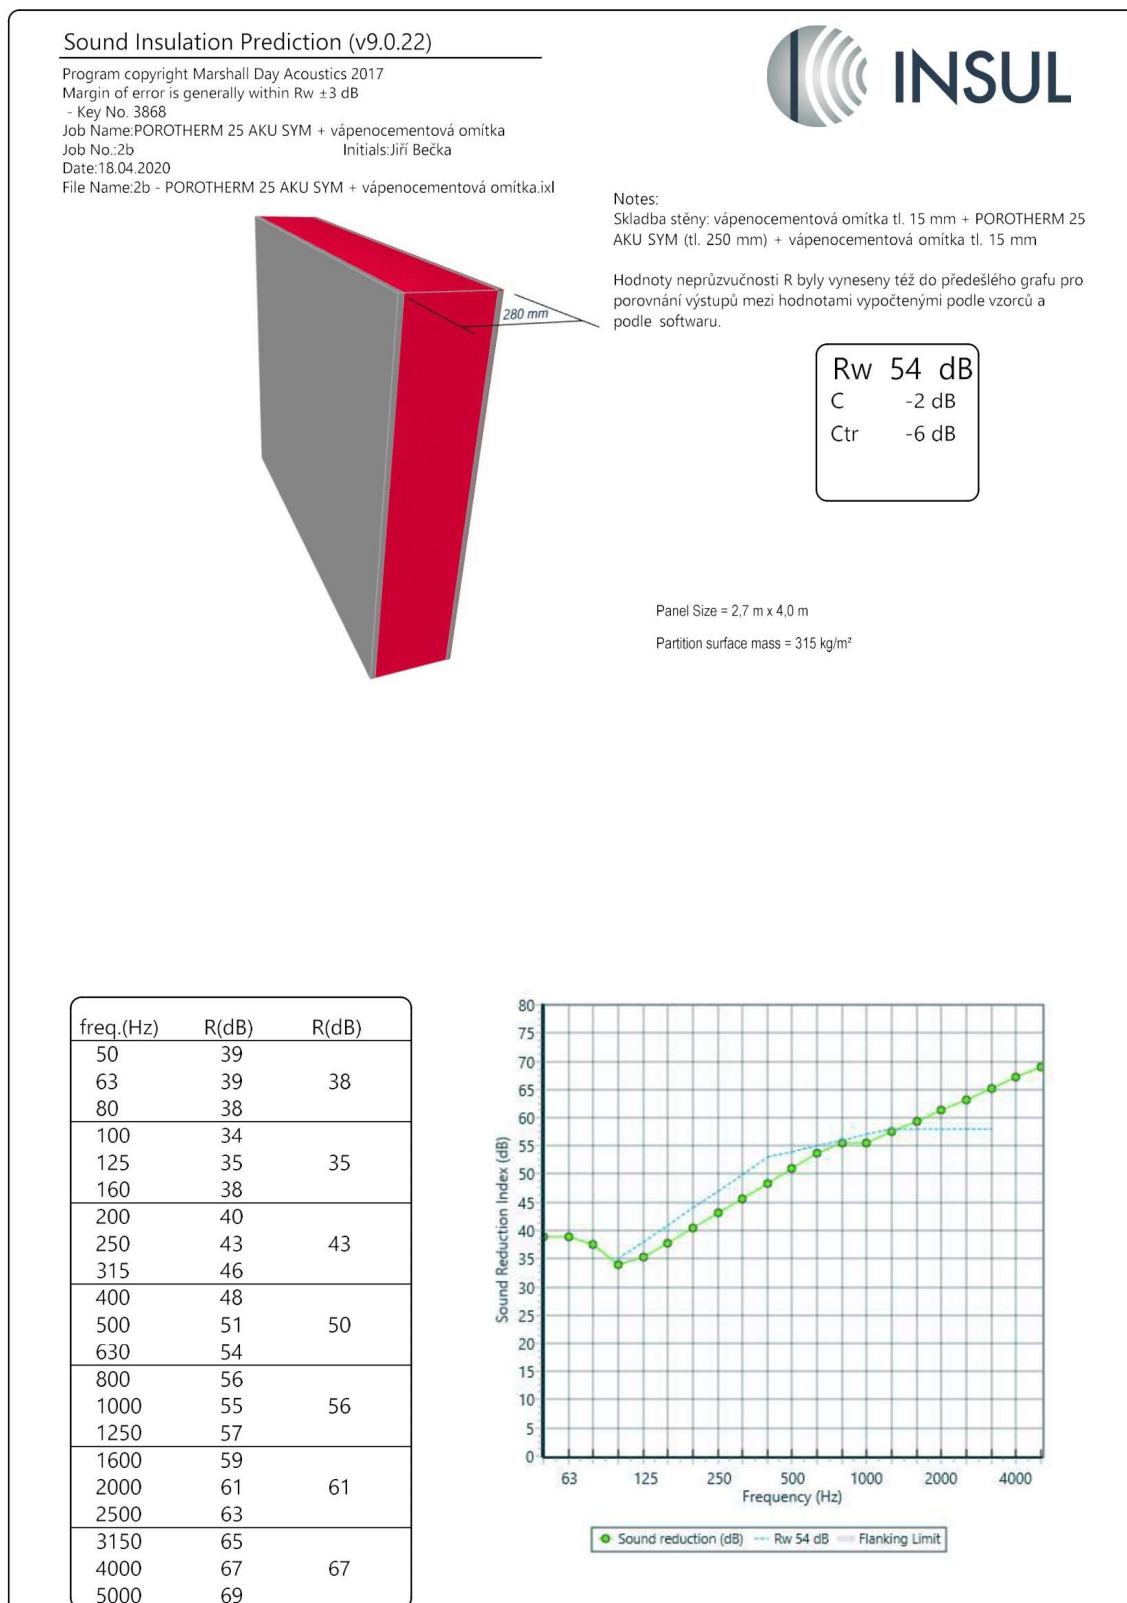 Sound Insulation Prediction (v9.0.22)
Program copyright Marshall Day Acoustics 2017
Margin of error is generally within Rw ±3 dB
- Key No. 3868
Job Name:POROTHERM 25 AKU SYM + vápenocementová omítka
Job No.:2b Initials:Jiří Bečka
Date:18.04.2020
File Name:2b - POROTHERM 25 AKU SYM + vápenocementová omítka.ixl
INSUL
Notes:
Skladba stěny: vápenocementová omítka tl. 15 mm + POROTHERM 25
AKU SYM (tl. 250 mm) + vápenocementová omítka tl. 15 mm
Hodnoty neprůzvučnosti R byly vyneseny též do předešlého grafu pro
porovnání výstupů mezi hodnotami vypočtenými podle vzorců a
podle softwaru.
280 mm
Rw 54 dB
C -2 dB
Ctr -6 dB
Panel Size = 2,7 m x 4,0 m
Partition surface mass = 315 kg/m²
freq.(Hz) R(dB) R(dB)
50 39
63 39 38
80 38
100 34
125 35 35
160 38
200 40
250 43 43
315 46
400 48
500 51 50
630 54
800 56
1000 55 56
1250 57
1600 59
2000 61 61
2500 63
3150 65
4000 67 67
5000 69
Sound Reduction Index (dB)
80
75
70
65
60
55
50
45
40
35
30
25
20
15
10
5
0
63 125 250 500 1000 2000 4000
Frequency (Hz)
Sound reduction (dB) Rw 54 dB Flanking Limit